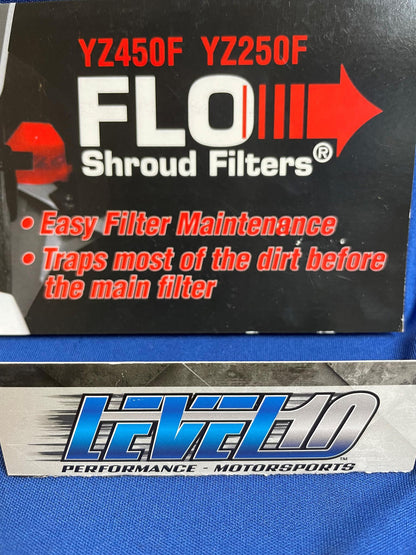 YZ450F YZ250F
FLO
Shroud Filters®
• Easy Filter Maintenance
• Traps most of the dirt before
the main filter
LEVEL 10™
PERFORMANCE - MOTORSPORTS